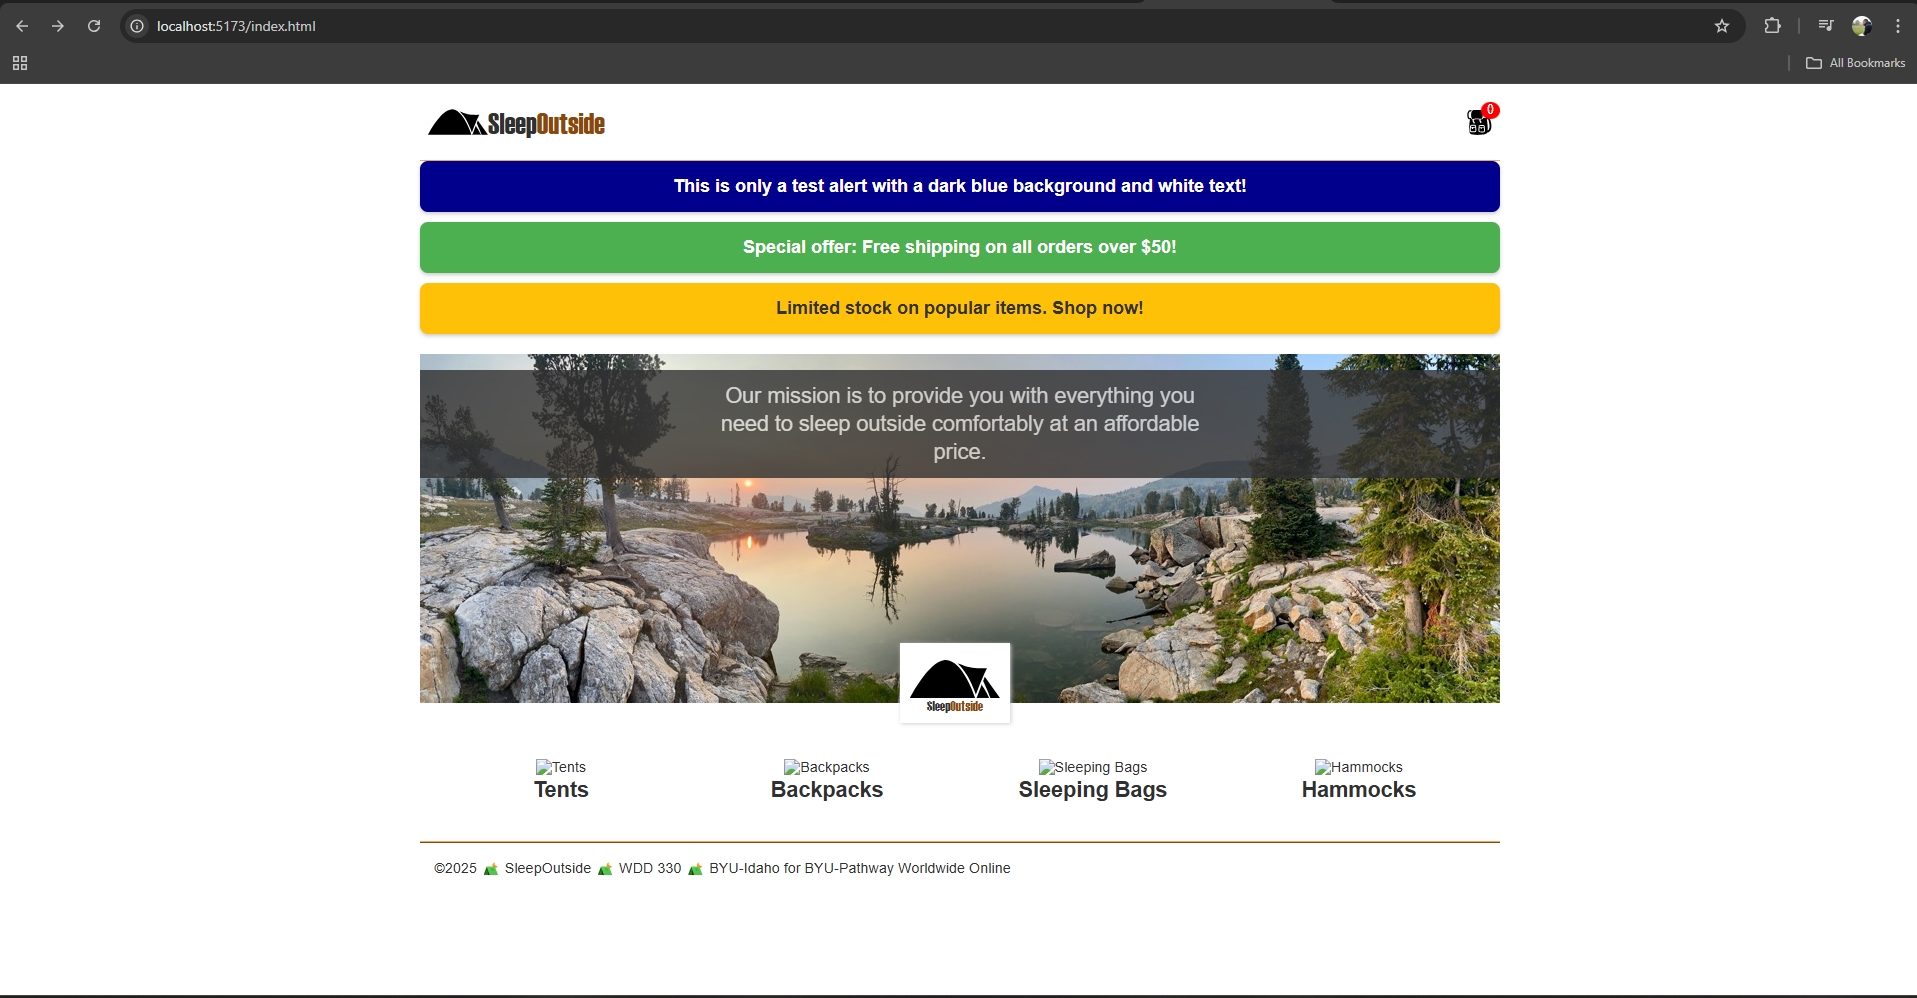 localhost:5173/index.html
All Bookmarks
SleepOutside
0
This is only a test alert with a dark blue background and white text!
Special offer: Free shipping on all orders over $50!
Limited stock on popular items. Shop now!
Our mission is to provide you with everything you
need to sleep outside comfortably at an affordable
price.
SleepOutside
Tents
Backpacks
Sleeping Bags
Hammocks
Tents
Backpacks
Sleeping Bags
Hammocks
©2025 🏕️ SleepOutside 🏕️ WDD 330 🏕️ BYU-Idaho for BYU-Pathway Worldwide Online